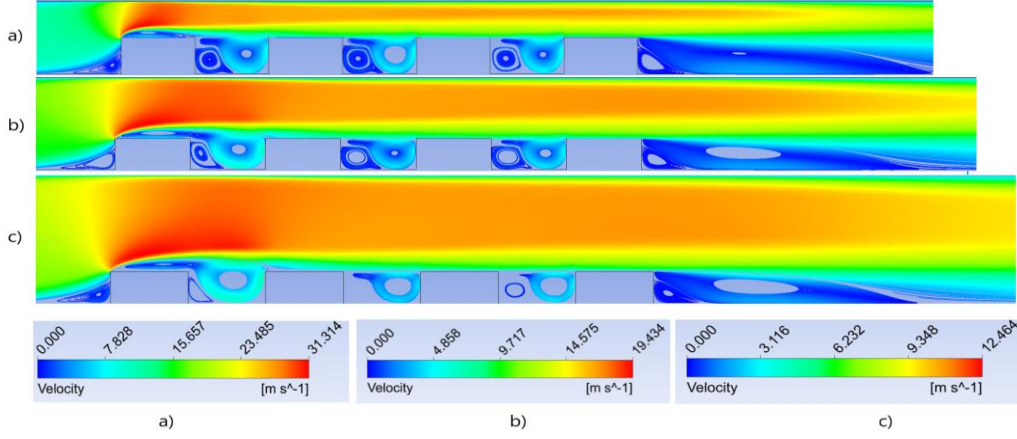 a)
b)
c)
0.000 7.828 15.657 23.485 31.314
Velocity [m s^-1]
0.000 4.858 9.717 14.575 19.434
Velocity [m s^-1]
0.000 3.116 6.232 9.348 12.464
Velocity [m s^-1]
a) b) c)